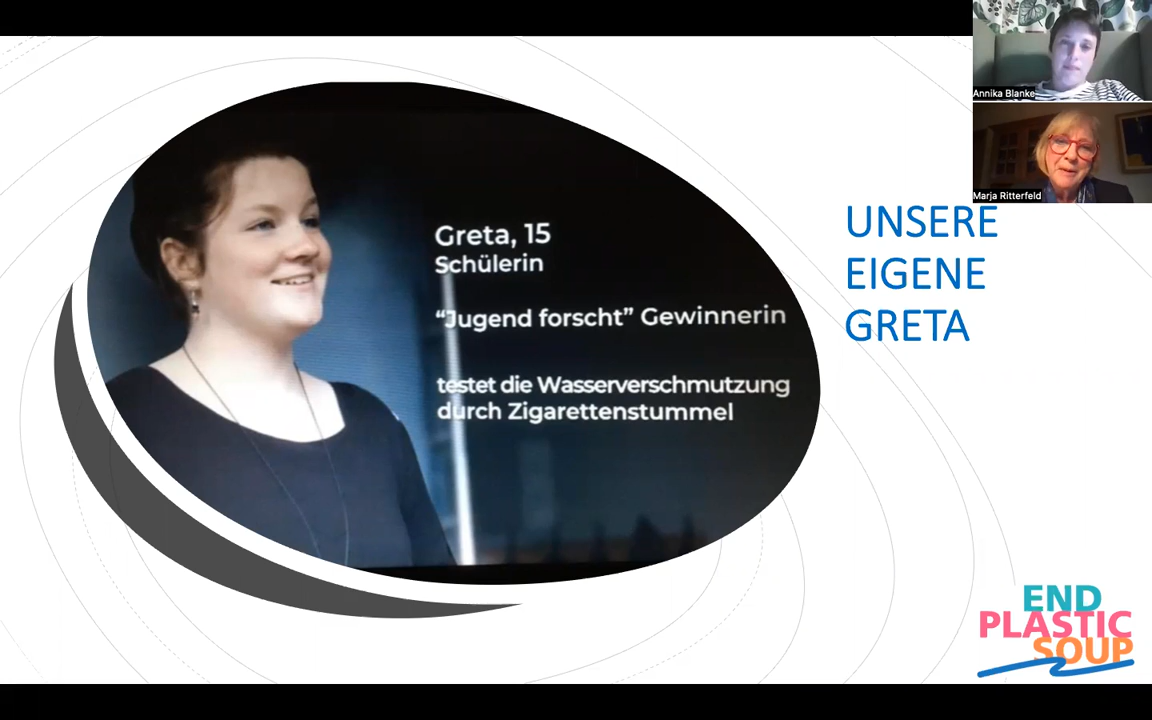 Annika Blanke
Marja Ritterfeld
UNSERE
EIGENE
GRETA
Greta, 15
Schülerin
“Jugend forscht” Gewinnerin
testet die Wasserverschmutzung
durch Zigarettenstummel
END
PLASTIC
SOUP